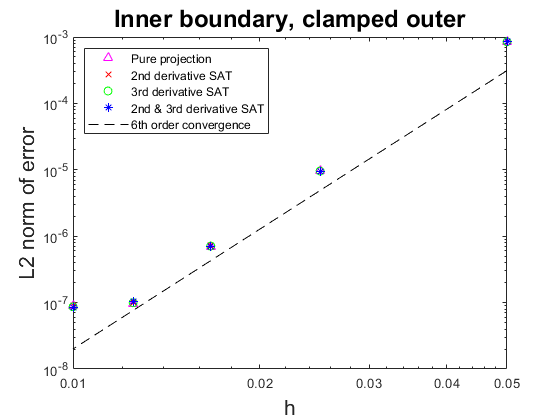 Inner boundary, clamped outer
10-3
Pure projection
2nd derivative SAT
3rd derivative SAT
2nd & 3rd derivative SAT
6th order convergence
10-4
10-5
10-6
10-7
10-8
L2 norm of error
0.01 0.02 0.03 0.04 0.05
h